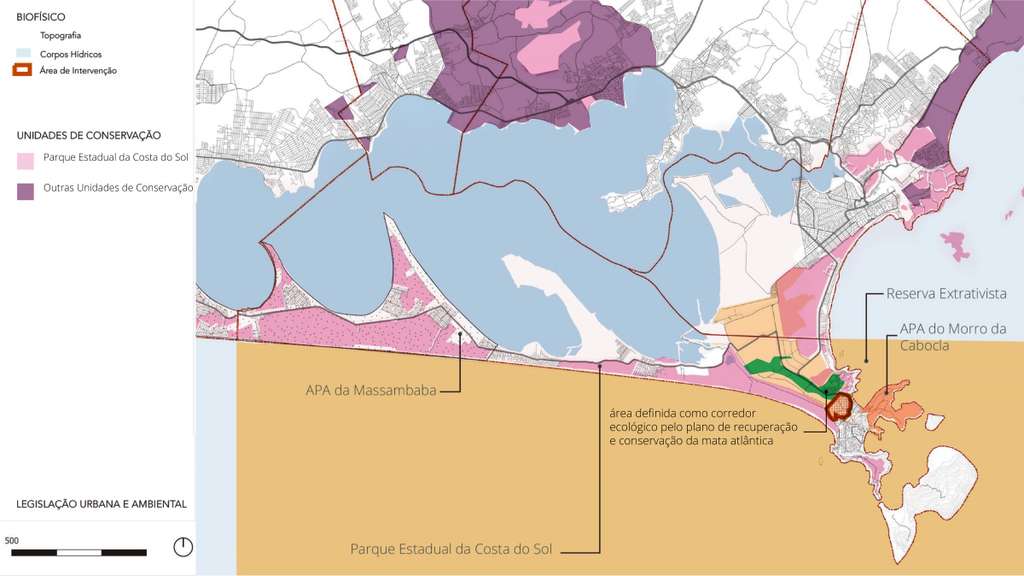 BIOFÍSICO
Topografia
Corpos Hídricos
Área de Intervenção
UNIDADES DE CONSERVAÇÃO
Parque Estadual da Costa do Sol
Outras Unidades de Conservação
Reserva Extrativista
APA do Morro da
Cabocla
APA da Massambaba
área definida como corredor
ecológico pelo plano de recuperação
e conservação da mata atlântica
Parque Estadual da Costa do Sol
LEGISLAÇÃO URBANA E AMBIENTAL
500